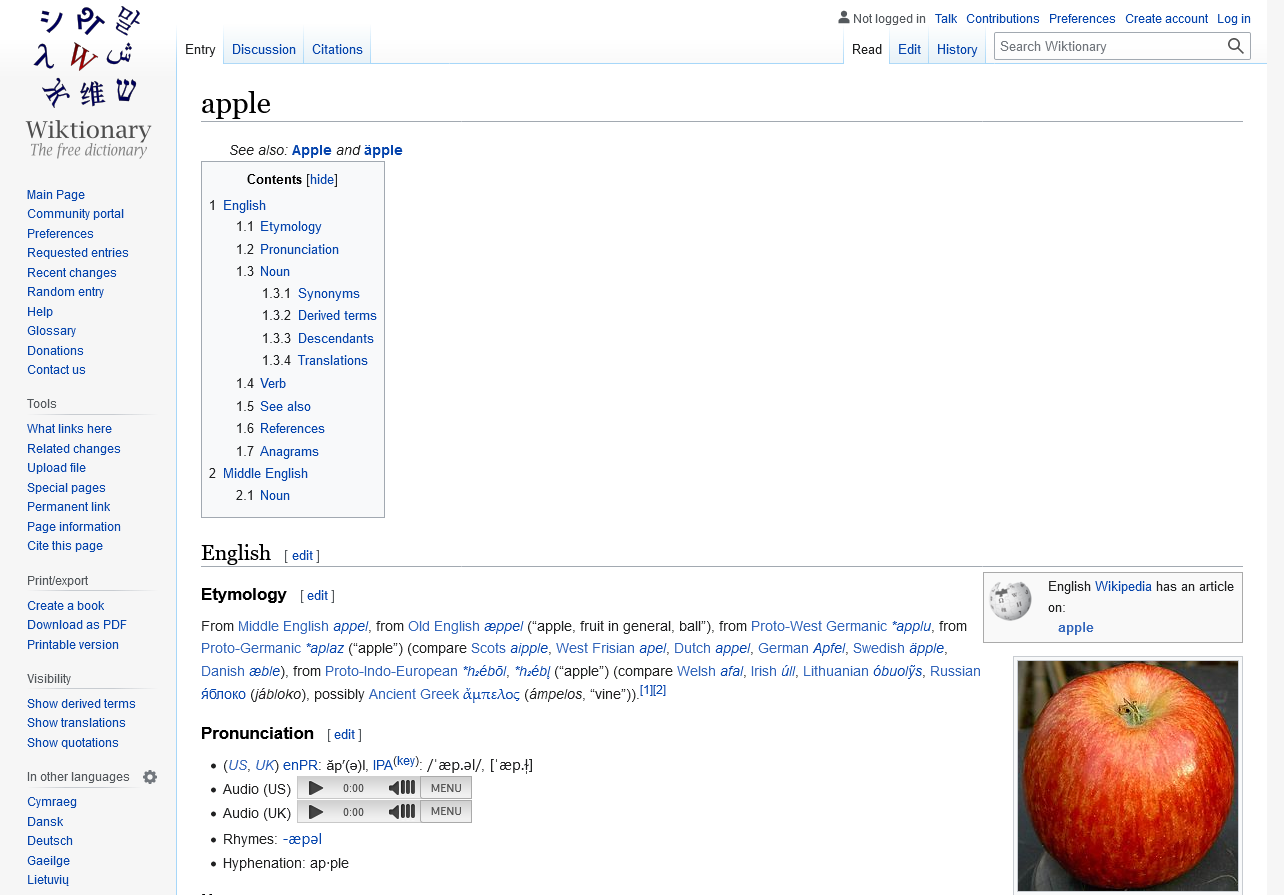 Wiktionary
The free dictionary
Main Page
Community portal
Preferences
Requested entries
Recent changes
Random entry
Help
Glossary
Donations
Contact us
Tools
What links here
Related changes
Upload file
Special pages
Permanent link
Page information
Cite this page
Print/export
Create a book
Download as PDF
Printable version
Visibility
Show derived terms
Show translations
Show quotations
In other languages
Cymraeg
Dansk
Deutsch
Gaeilge
Lietuvių
Not logged in Talk Contributions Preferences Create account Log in
Entry Discussion Citations Read Edit History Search Wiktionary
apple
See also: Apple and äpple
Contents [hide]
1 English
1.1 Etymology
1.2 Pronunciation
1.3 Noun
1.3.1 Synonyms
1.3.2 Derived terms
1.3.3 Descendants
1.3.4 Translations
1.4 Verb
1.5 See also
1.6 References
1.7 Anagrams
2 Middle English
2.1 Noun
English [ edit ]
English Wikipedia has an article
on:
apple
Etymology [ edit ]
From Middle English appel, from Old English æppel (“apple, fruit in general, ball”), from Proto-West Germanic *applu, from
Proto-Germanic *aplaz (“apple”) (compare Scots aipple, West Frisian apel, Dutch appel, German Apfel, Swedish äpple,
Danish æble), from Proto-Indo-European *h₂ébōl, *h₂ébl̥ (“apple”) (compare Welsh afal, Irish úll, Lithuanian óbuolỹs, Russian
я́блоко (jábloko), possibly Ancient Greek ἄμπελος (ámpelos, “vine”)).[1][2]
Pronunciation [ edit ]
(US, UK) enPR: ăp′(ə)l, IPA(key): /ˈæp.əl/, [ˈæp.ɫ̩]
Audio (US) 0:00 MENU
Audio (UK) 0:00 MENU
Rhymes: -æpəl
Hyphenation: ap‧ple